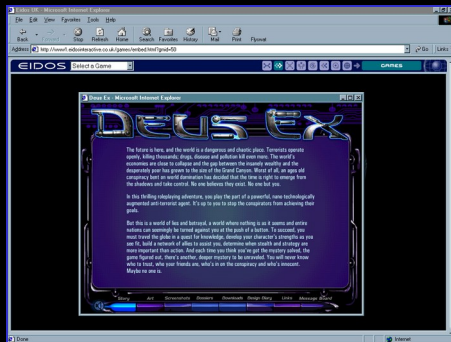 Eidos UK - Microsoft Internet Explorer
File Edit View Favorites Tools Help
Back Forward Stop Refresh Home Search Favorites History Mail Print Flyswat
Address http://www1.eidosinteractive.co.uk/games/embed.html?gmid=50 Go Links
EIDOS Select a Game GAMES
Deus Ex - Microsoft Internet Explorer
DEUS EX
The future is here, and the world is a dangerous and chaotic place. Terrorists operate
openly, killing thousands; drugs, disease and pollution kill even more. The world's
economies are close to collapse and the gap between the insanely wealthy and the
desperately poor has grown to the size of the Grand Canyon. Worst of all, an ages old
conspiracy bent on world domination has decided that the time is right to emerge from
the shadows and take control. No one believes they exist. No one but you.
In this thrilling roleplaying adventure, you play the part of a powerful, nano-technologically
augmented anti-terrorist agent. It's up to you to stop the conspirators from achieving their
goals.
But this is a world of lies and betrayal, a world where nothing is as it seems and entire
nations can seemingly be turned against you at the push of a button. To succeed, you
must travel the globe in a quest for knowledge, develop your character's strengths as you
see fit, build a network of allies to assist you, determine when stealth and strategy are
more important than action. And each time you think you've got the mystery solved, the
game figured out, there's another, deeper mystery to be unraveled. You will never know
who to trust, who your friends are, who's in on the conspiracy and who's innocent.
Maybe no one is.
Story Art Screenshots Dossiers Downloads Design Diary Links Message Board
Done Internet